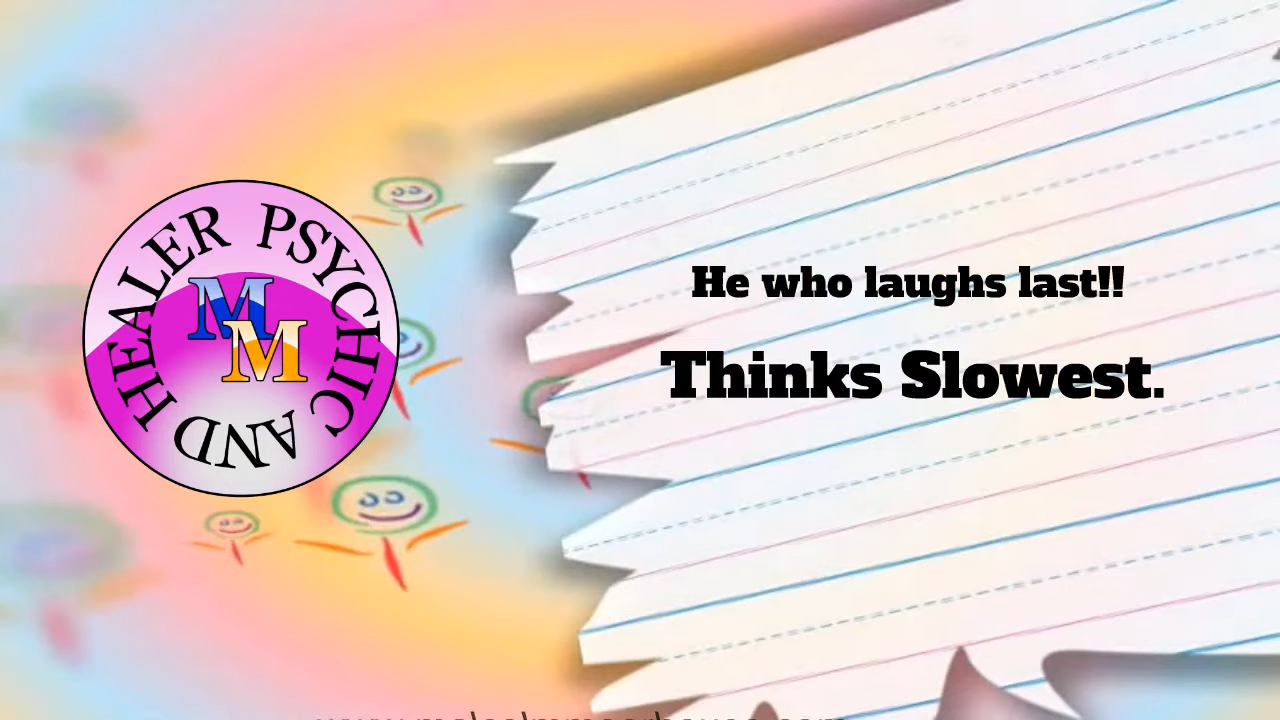 HEALER PSYCHIC AND
MM
He who laughs last!!
Thinks Slowest.